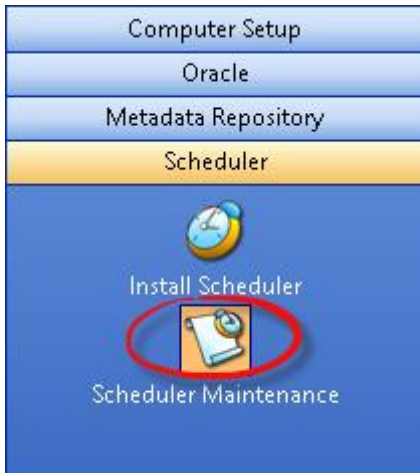 Computer Setup
Oracle
Metadata Repository
Scheduler
Install Scheduler
Scheduler Maintenance